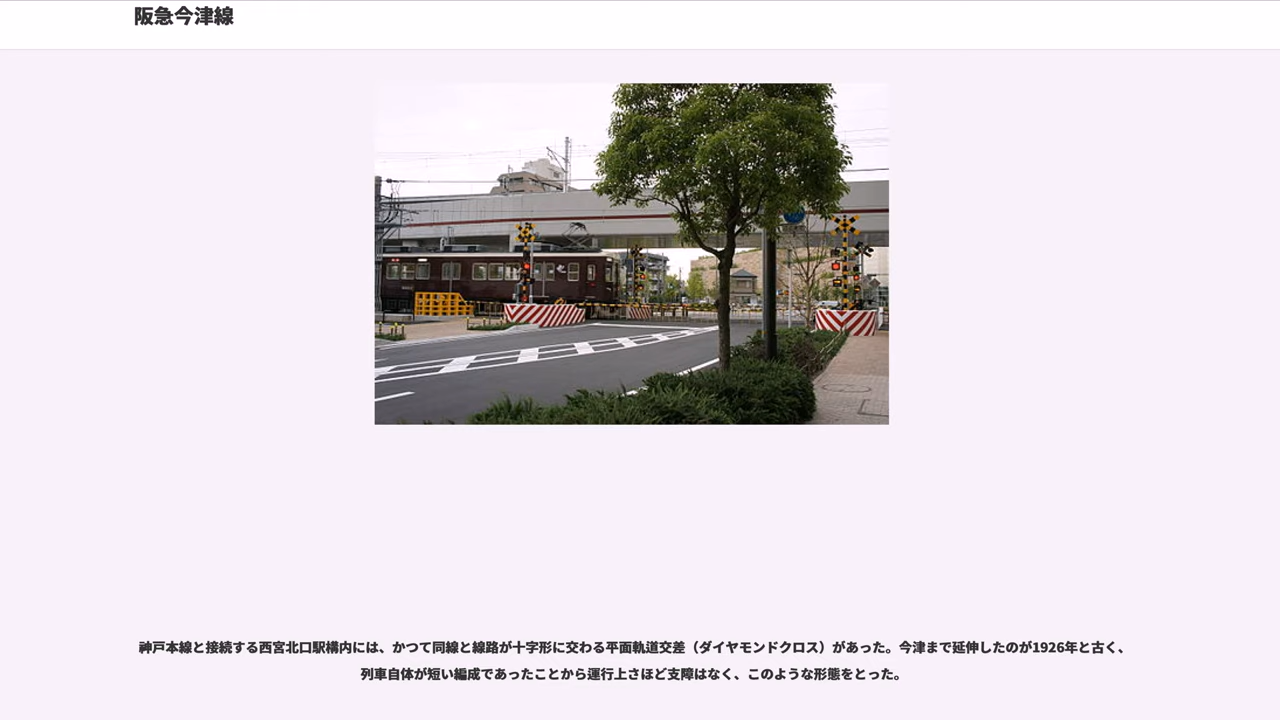 阪急今津線
神戸本線と接続する西宮北口駅構内には、かつて同線と線路が十字形に交わる平面軌道交差（ダイヤモンドクロス）があった。今津まで延伸したのが1926年と古く、
列車自体が短い編成であったことから運行上さほど支障はなく、このような形態をとった。